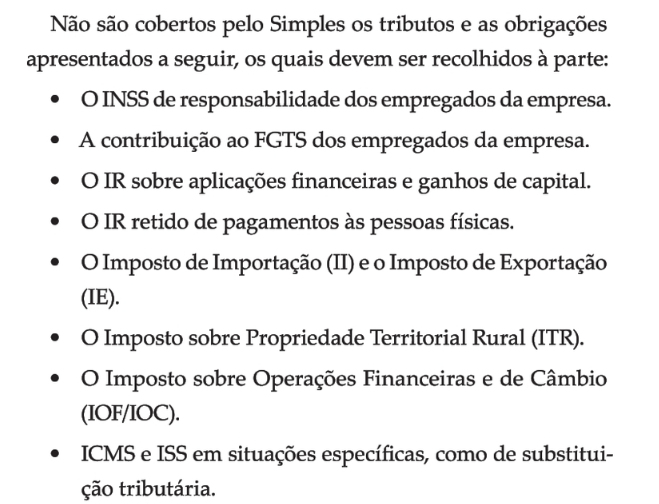 Não são cobertos pelo Simples os tributos e as obrigações
apresentados a seguir, os quais devem ser recolhidos à parte:
• O INSS de responsabilidade dos empregados da empresa.
• A contribuição ao FGTS dos empregados da empresa.
• O IR sobre aplicações financeiras e ganhos de capital.
• O IR retido de pagamentos às pessoas físicas.
• O Imposto de Importação (II) e o Imposto de Exportação
(IE).
• O Imposto sobre Propriedade Territorial Rural (ITR).
• O Imposto sobre Operações Financeiras e de Câmbio
(IOF/IOC).
• ICMS e ISS em situações específicas, como de substitui-
ção tributária.